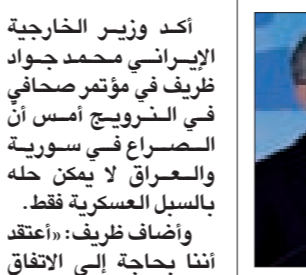 أكد وزير الخارجية
الإيراني محمد جواد
ظريف في مؤتمر صحافي
في النرويج أمس أنّ
الصراع في سورية
والعراق لا يمكن حله
بالسبل العسكرية فقط.
وأضاف ظريف: «أعتقد
أننا بحاجة إلى الاتفاق